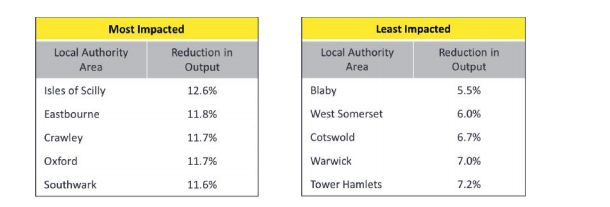 Most Impacted
Local Authority Area
Reduction in Output
Isles of Scilly 12.6%
Eastbourne 11.8%
Crawley 11.7%
Oxford 11.7%
Southwark 11.6%
Least Impacted
Local Authority Area
Reduction in Output
Blaby 5.5%
West Somerset 6.0%
Cotswold 6.7%
Warwick 7.0%
Tower Hamlets 7.2%